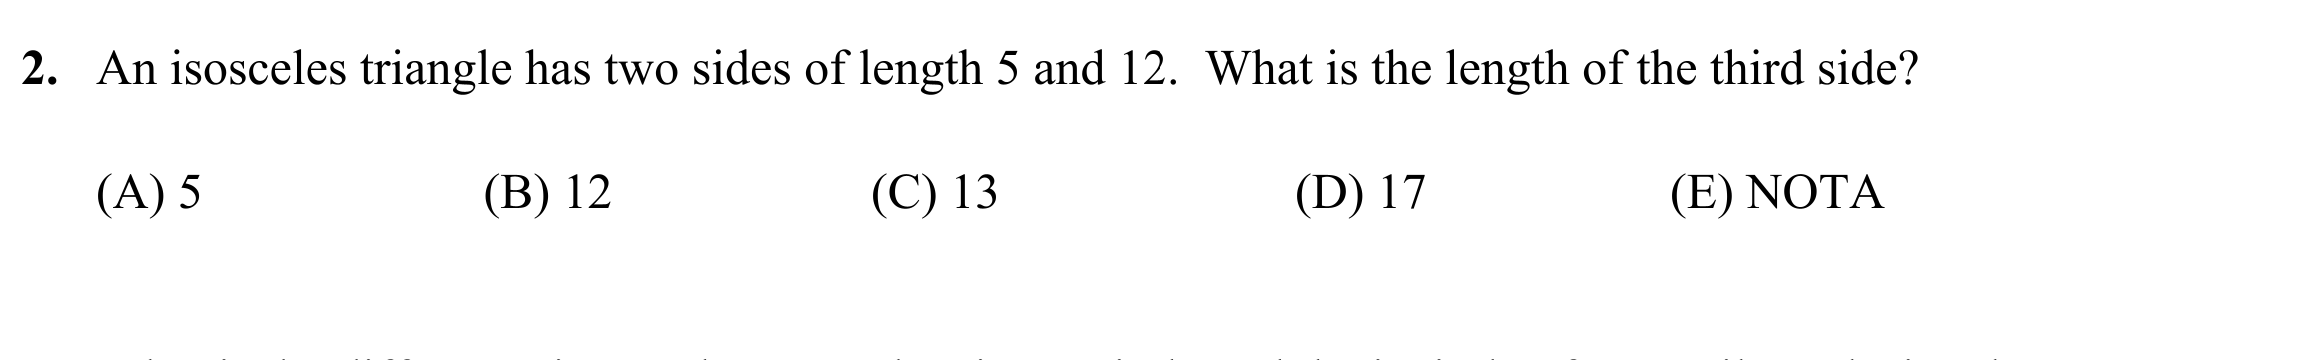 2. An isosceles triangle has two sides of length 5 and 12. What is the length of the third side?
(A) 5 (B) 12 (C) 13 (D) 17 (E) NOTA